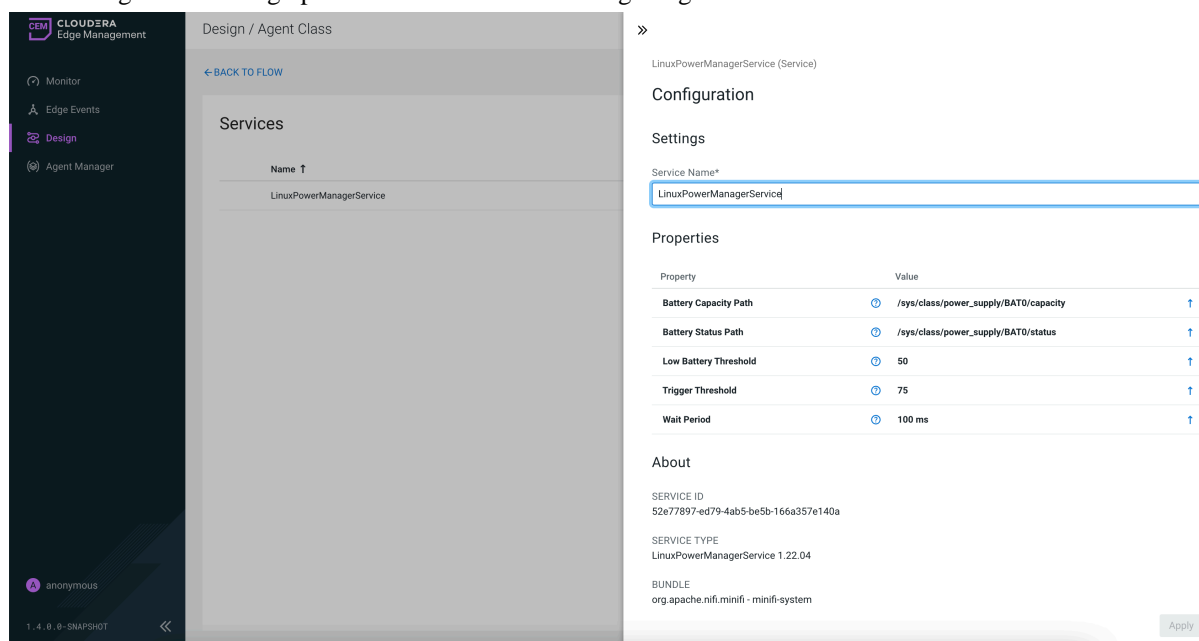 CEM CLOUDERA
Edge Management
Monitor
Edge Events
Design
Agent Manager
A anonymous
1.4.0.0-SNAPSHOT
Design / Agent Class
BACK TO FLOW
Services
Name
LinuxPowerManagerService
LinuxPowerManagerService (Service)
Configuration
Settings
Service Name*
LinuxPowerManagerService
Properties
Property Value
Battery Capacity Path /sys/class/power_supply/BAT0/capacity
Battery Status Path /sys/class/power_supply/BAT0/status
Low Battery Threshold 50
Trigger Threshold 75
Wait Period 100 ms
About
SERVICE ID
52e77897-ed79-4ab5-be5b-166a357e140a
SERVICE TYPE
LinuxPowerManagerService 1.22.04
BUNDLE
org.apache.nifi.minifi - minifi-system
Apply